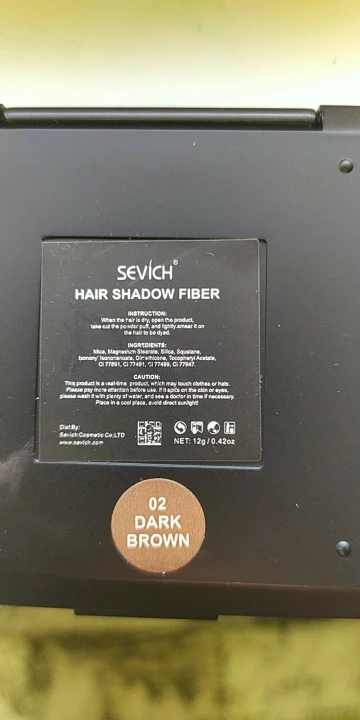 SEVICH®
HAIR SHADOW FIBER
INSTRUCTION:
When the hair is dry, open the product,
take out the powder puff, and lightly smear it on
the hair to be dyed.
INGREDIENTS:
Mica, Magnesium Stearate, Silica, Squalane,
Isononyl Isononanoate, Dimethicone, Tocopheryl Acetate,
CI 77891, CI 77491, CI 77499, CI 77947.
CAUTION:
This product is a real-time product, which may touch clothes or hats.
Please pay more attention before use. If it spills on the skin or eyes,
please wash it with plenty of water, and see a doctor in time if necessary.
Place in a cool place, avoid direct sunlight!
Dist By:
Sevich Cosmetic Co;LTD
www.sevich.com
NET: 12g / 0.42oz
02
DARK
BROWN